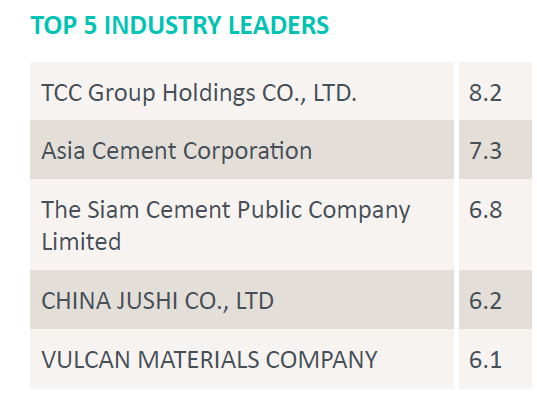 TOP 5 INDUSTRY LEADERS
TCC Group Holdings CO., LTD. 8.2
Asia Cement Corporation 7.3
The Siam Cement Public Company 6.8
Limited
CHINA JUSHI CO., LTD 6.2
VULCAN MATERIALS COMPANY 6.1